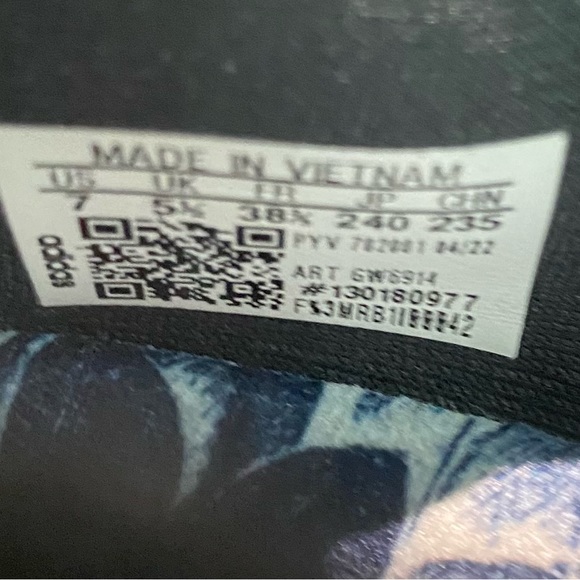 MADE IN VIETNAM
US UK FR JP CHN
7 5½ 38⅔ 240 235
PYV 702001 04/22
ART GW6914
#130180977
adidas